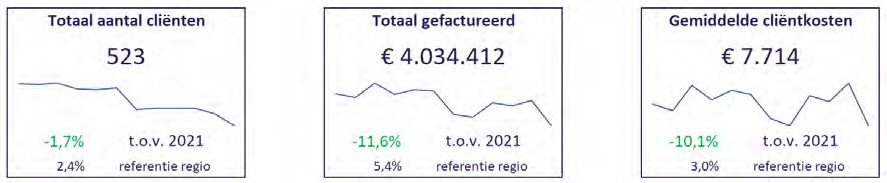 Totaal aantal cliënten
523
-1,7% t.o.v. 2021
2,4% referentie regio
Totaal gefactureerd
€ 4.034.412
-11,6% t.o.v. 2021
5,4% referentie regio
Gemiddelde cliëntkosten
€ 7.714
-10,1% t.o.v. 2021
3,0% referentie regio